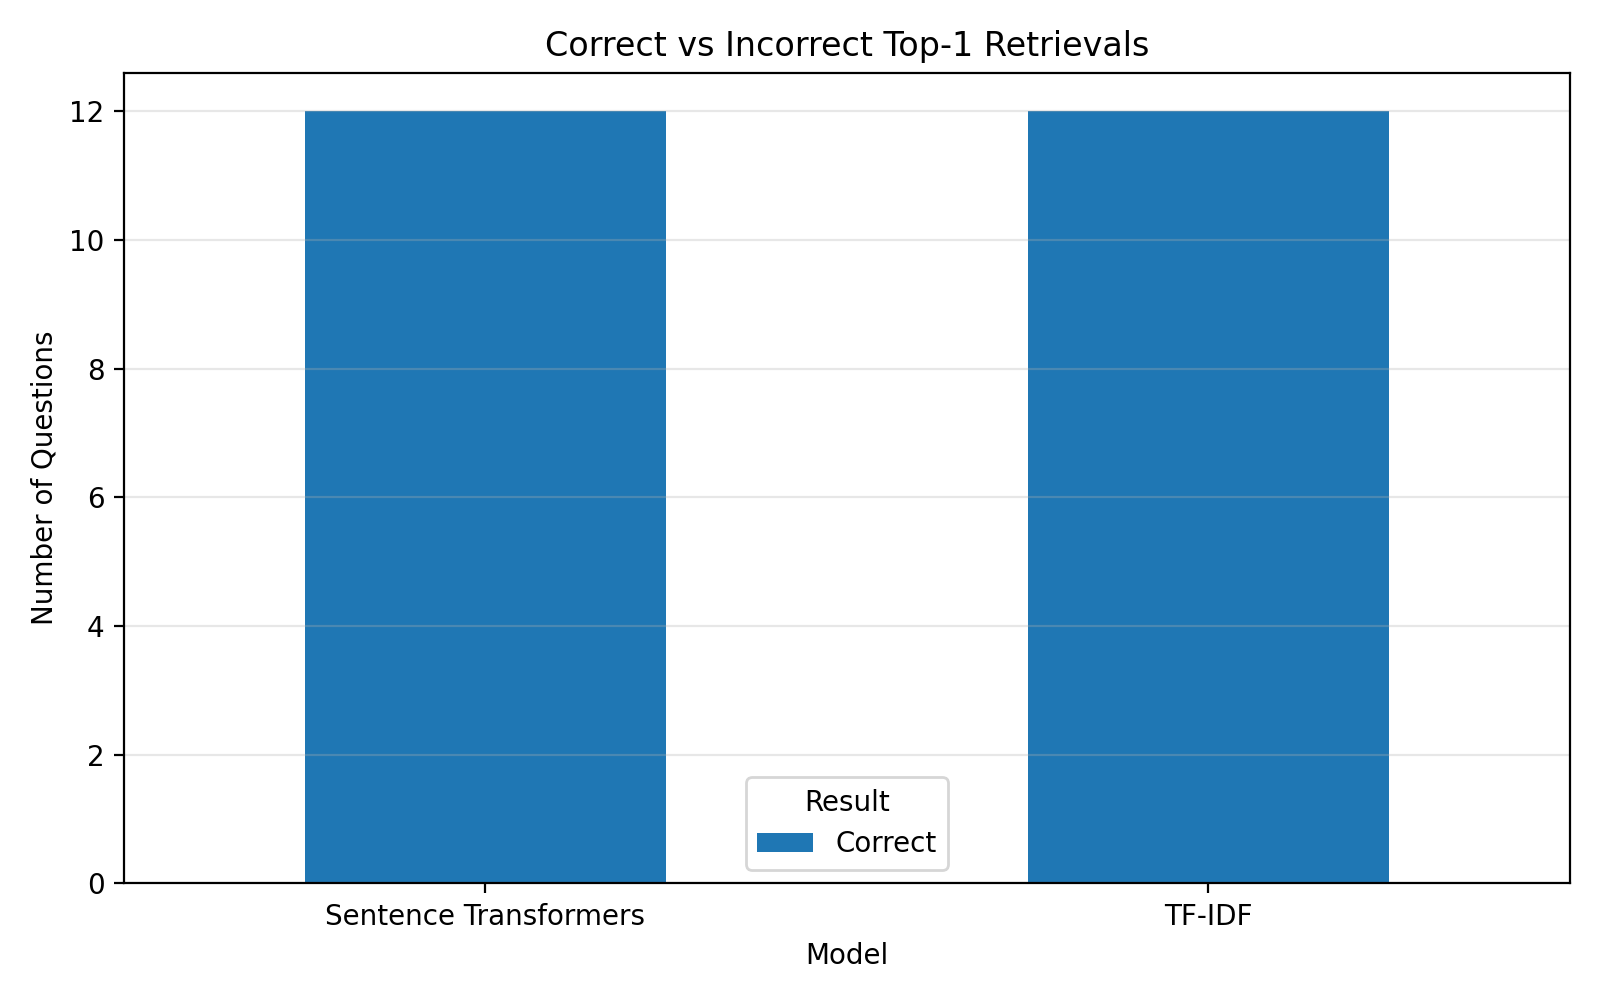 Correct vs Incorrect Top-1 Retrievals
Number of Questions
12
10
8
6
4
2
0
Result
Correct
Sentence Transformers
TF-IDF
Model